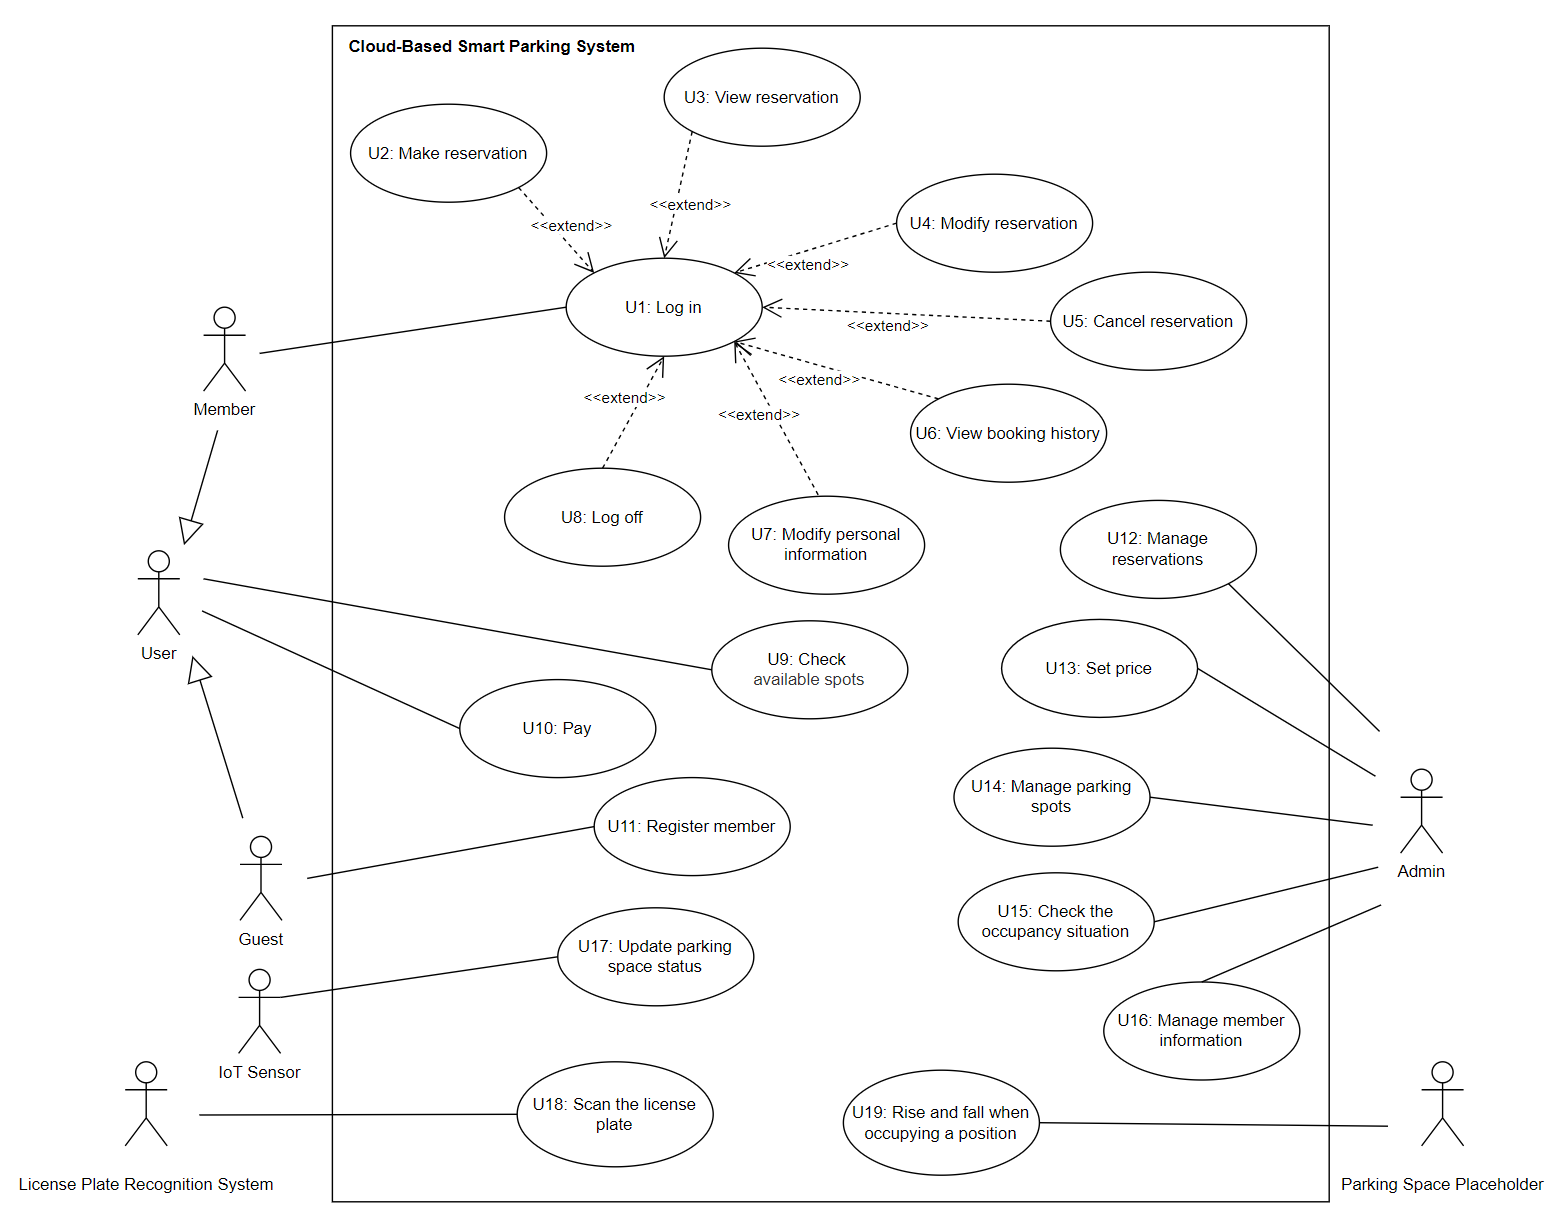 Cloud-Based Smart Parking System
U3: View reservation
U2: Make reservation
<<extend>>
<<extend>>
U4: Modify reservation
<<extend>>
U1: Log in
U5: Cancel reservation
<<extend>>
<<extend>>
<<extend>>
<<extend>>
Member
U6: View booking history
U8: Log off
U7: Modify personal
information
U12: Manage
reservations
User
U9: Check
available spots
U13: Set price
U10: Pay
U14: Manage parking
spots
U11: Register member
Admin
U15: Check the
occupancy situation
Guest
U17: Update parking
space status
U16: Manage member
information
IoT Sensor
U18: Scan the license
plate
U19: Rise and fall when
occupying a position
License Plate Recognition System
Parking Space Placeholder